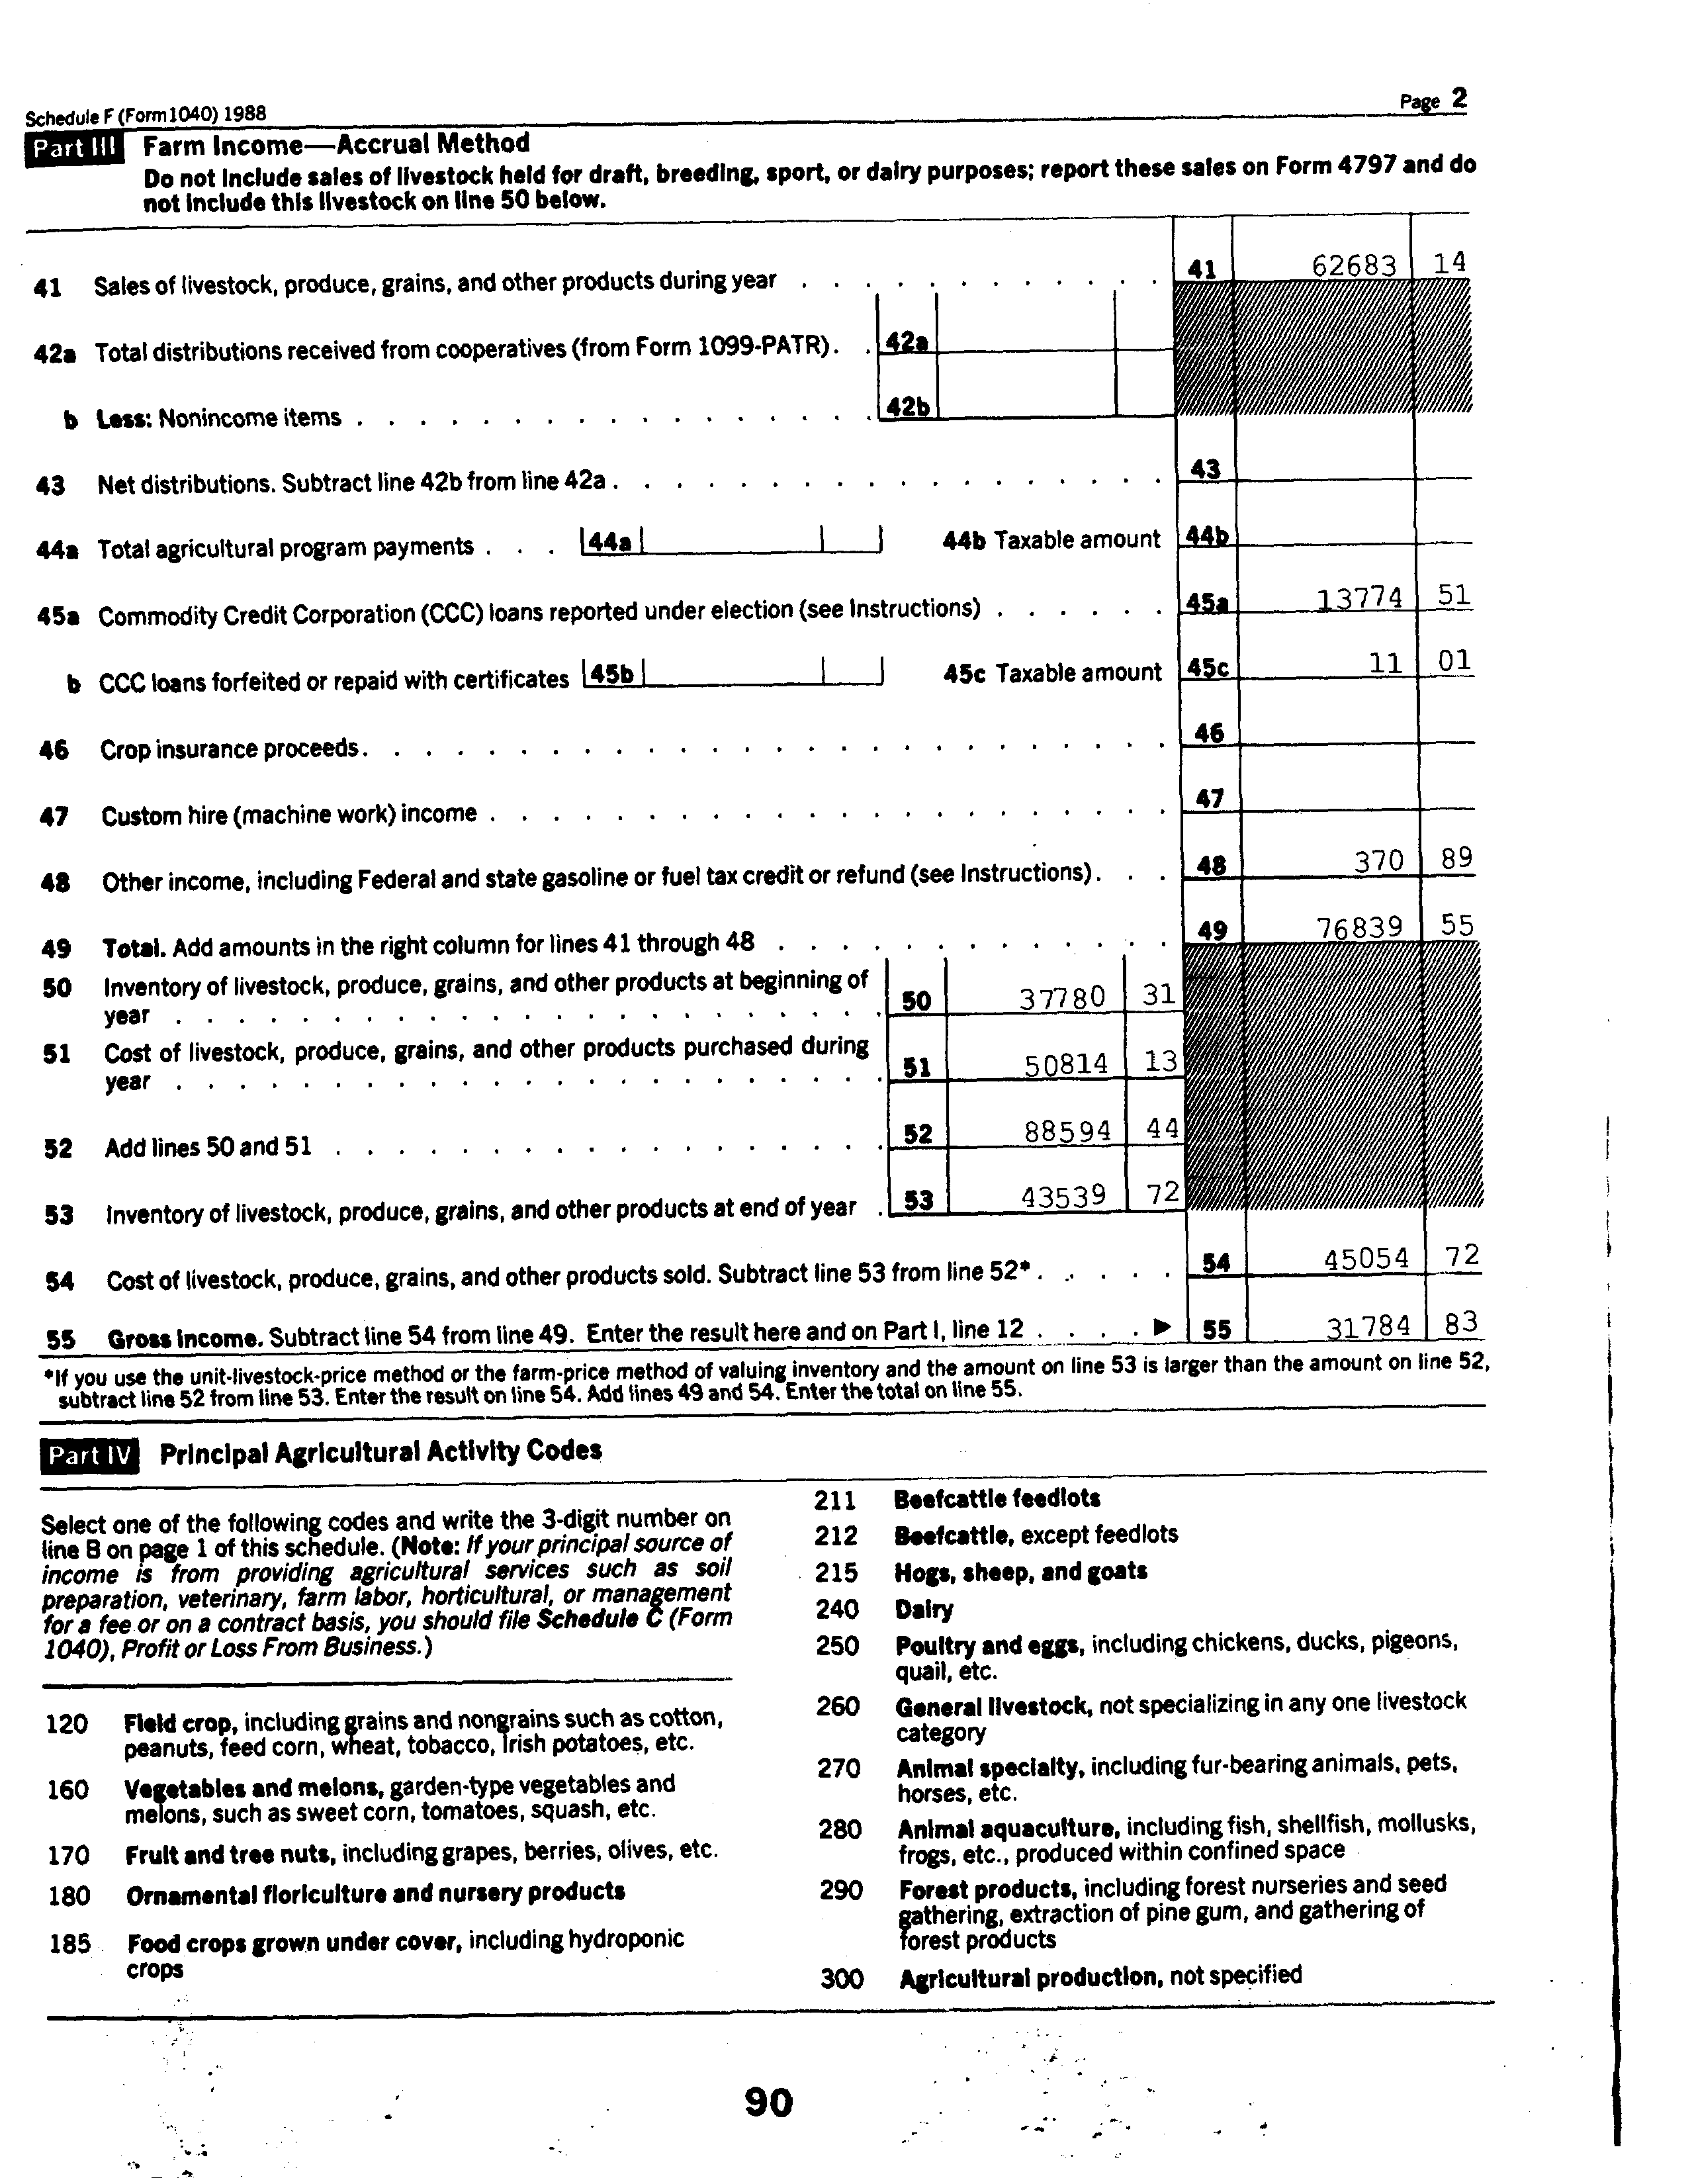 Schedule F (Form 1040) 1988 Page 2
Part III Farm Income—Accrual Method
Do not include sales of livestock held for draft, breeding, sport, or dairy purposes; report these sales on Form 4797 and do
not include this livestock on line 50 below.
41 Sales of livestock, produce, grains, and other products during year . . . . . . . . . . . . 41 62683 14
42a Total distributions received from cooperatives (from Form 1099-PATR) . . 42a
b Less: Nonincome items . . . . . . . . . . . . . . . . . 42b
43 Net distributions. Subtract line 42b from line 42a . . . . . . . . . . . . . . . . . . 43
44a Total agricultural program payments . . . 44a 44b Taxable amount 44b
45a Commodity Credit Corporation (CCC) loans reported under election (see Instructions) . . . . . . 45a 13774 51
b CCC loans forfeited or repaid with certificates 45b 45c Taxable amount 45c 11 01
46 Crop insurance proceeds . . . . . . . . . . . . . . . . . . . . . . . . . . 46
47 Custom hire (machine work) income . . . . . . . . . . . . . . . . . . . . . . 47
48 Other income, including Federal and state gasoline or fuel tax credit or refund (see Instructions) . . . 48 370 89
49 Total. Add amounts in the right column for lines 41 through 48 . . . . . . . . . . . . . 49 76839 55
50 Inventory of livestock, produce, grains, and other products at beginning of
year . . . . . . . . . . . . . . . . . . . . . . . 50 37780 31
51 Cost of livestock, produce, grains, and other products purchased during
year . . . . . . . . . . . . . . . . . . . . . . . 51 50814 13
52 Add lines 50 and 51 . . . . . . . . . . . . . . . . . . 52 88594 44
53 Inventory of livestock, produce, grains, and other products at end of year . 53 43539 72
54 Cost of livestock, produce, grains, and other products sold. Subtract line 53 from line 52* . . . . . 54 45054 72
55 Gross income. Subtract line 54 from line 49. Enter the result here and on Part I, line 12 . . . . ▶ 55 31784 83
*If you use the unit-livestock-price method or the farm-price method of valuing inventory and the amount on line 53 is larger than the amount on line 52,
subtract line 52 from line 53. Enter the result on line 54. Add lines 49 and 54. Enter the total on line 55.
Part IV Principal Agricultural Activity Codes
Select one of the following codes and write the 3-digit number on
line B on page 1 of this schedule. (Note: If your principal source of
income is from providing agricultural services such as soil
preparation, veterinary, farm labor, horticultural, or management
for a fee or on a contract basis, you should file Schedule C (Form
1040), Profit or Loss From Business.)
120 Field crop, including grains and nongrains such as cotton,
peanuts, feed corn, wheat, tobacco, Irish potatoes, etc.
160 Vegetables and melons, garden-type vegetables and
melons, such as sweet corn, tomatoes, squash, etc.
170 Fruit and tree nuts, including grapes, berries, olives, etc.
180 Ornamental floriculture and nursery products
185 Food crops grown under cover, including hydroponic
crops
211 Beefcattle feedlots
212 Beefcattle, except feedlots
215 Hogs, sheep, and goats
240 Dairy
250 Poultry and eggs, including chickens, ducks, pigeons,
quail, etc.
260 General livestock, not specializing in any one livestock
category
270 Animal specialty, including fur-bearing animals, pets,
horses, etc.
280 Animal aquaculture, including fish, shellfish, mollusks,
frogs, etc., produced within confined space
290 Forest products, including forest nurseries and seed
gathering, extraction of pine gum, and gathering of
forest products
300 Agricultural production, not specified
90